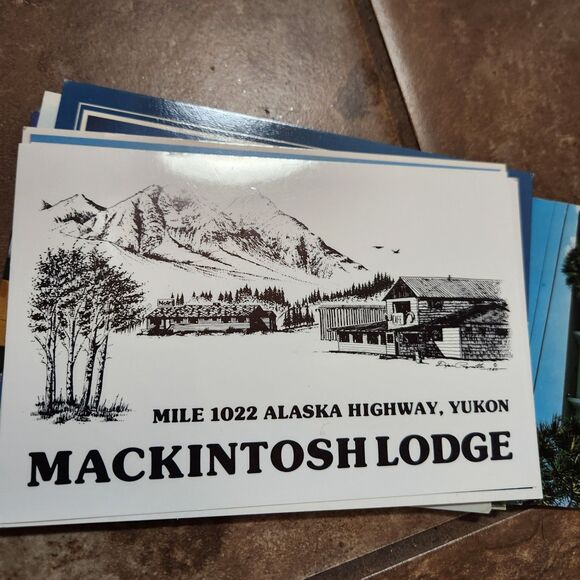 MILE 1022 ALASKA HIGHWAY, YUKON
MACKINTOSH LODGE